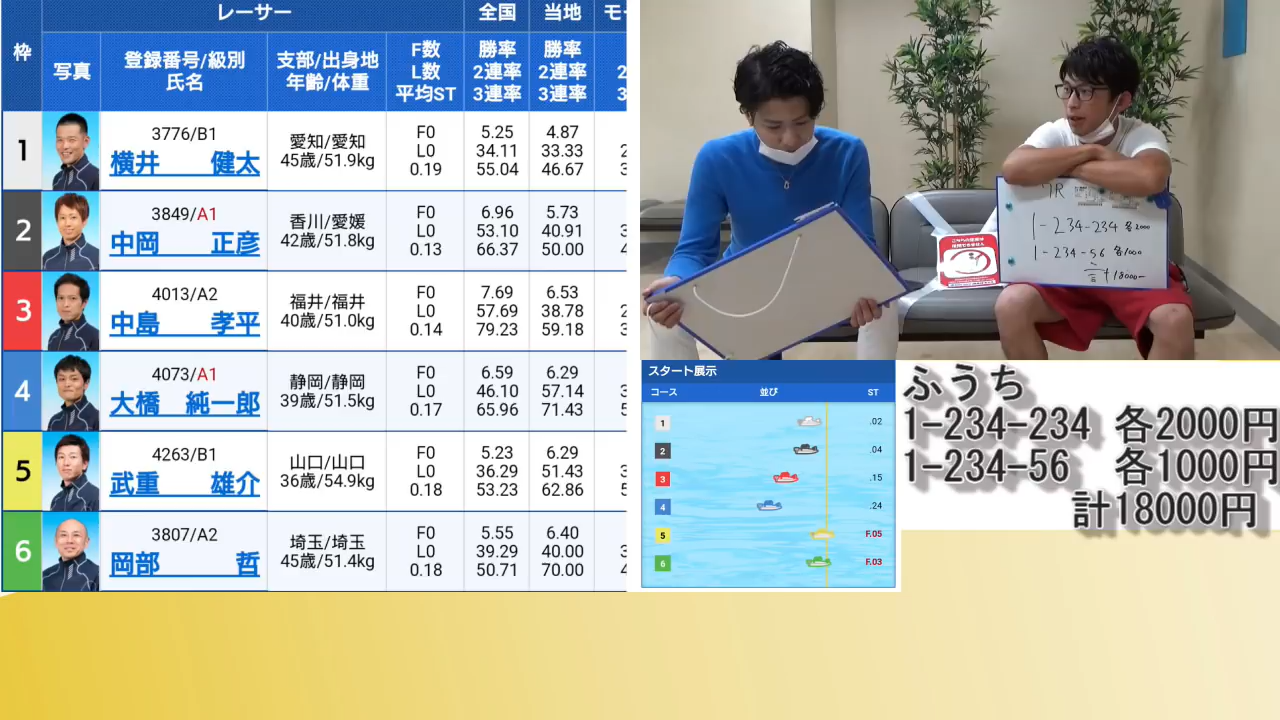 レーサー 全国 当地 モー
枠 写真 登録番号/級別 氏名 支部/出身地 年齢/体重 F数 L数 平均ST 勝率 2連率 3連率 勝率 2連率 3連率
1 3776/B1 横井 健太 愛知/愛知 45歳/51.9kg F0 L0 0.19 5.25 34.11 55.04 4.87 33.33 46.67
2 3849/A1 中岡 正彦 香川/愛媛 42歳/51.8kg F0 L0 0.13 6.96 53.10 66.37 5.73 40.91 50.00
3 4013/A2 中島 孝平 福井/福井 40歳/51.0kg F0 L0 0.14 7.69 57.69 79.23 6.53 38.78 59.18
4 4073/A1 大橋 純一郎 静岡/静岡 39歳/51.5kg F0 L0 0.17 6.59 46.10 65.96 6.29 57.14 71.43
5 4263/B1 武重 雄介 山口/山口 36歳/54.9kg F0 L0 0.18 5.23 36.29 53.23 6.29 51.43 62.86
6 3807/A2 岡部 哲 埼玉/埼玉 45歳/51.4kg F0 L0 0.18 5.55 39.29 50.71 6.40 40.00 70.00
7R
1-234-234 各2000
1-234-56 各1000
計18000-
スタート展示
コース 並び ST
1 .02
2 .04
3 .15
4 .24
5 F.05
6 F.03
ふうち
1-234-234 各2000円
1-234-56 各1000円
計18000円